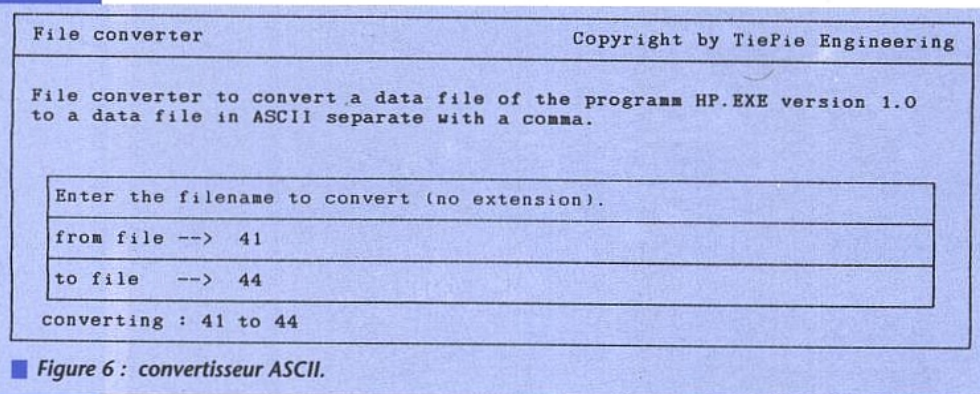 File converter Copyright by TiePie Engineering
File converter to convert a data file of the programm HP.EXE version 1.0
to a data file in ASCII separate with a comma.
Enter the filename to convert (no extension).
from file --> 41
to file --> 44
converting : 41 to 44
Figure 6 : convertisseur ASCII.